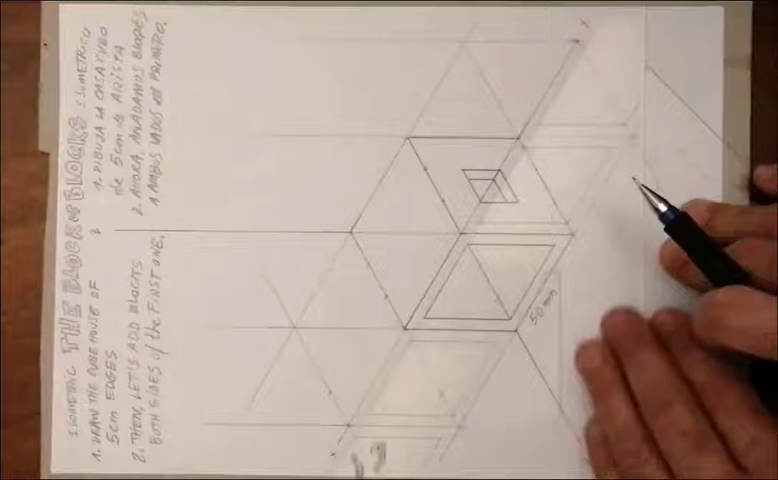 ISOMETRIC THE BLOCK BLOCKS ISOMETRICO
1. DRAW THE CUBE HOUSE OF
5cm EDGES
2. THEN, LET'S ADD BLOCKS
BOTH SIDES of the FIRST ONE.
1. DIBUJA LA CASA CUBO
de 5cm de ARISTA
2. AHORA, AÑADAMOS BLOQUES
A AMBOS LADOS del PRIMERO.
50 mm